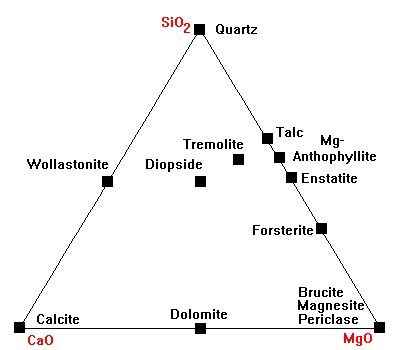 SiO2 Quartz
Talc
Mg-
Anthophyllite
Tremolite
Wollastonite
Diopside
Enstatite
Forsterite
Brucite
Magnesite
Periclase
Calcite
Dolomite
CaO
MgO